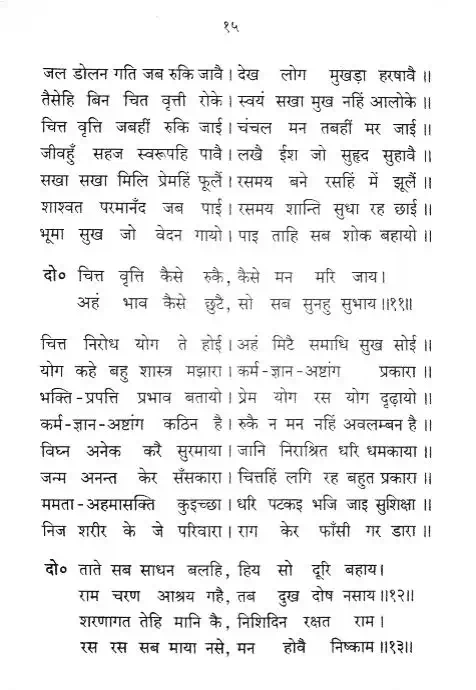 १५
जल डोलन गति जब रुकि जावै। देख लोग मुखड़ा हरषावै॥
तैसेहि बिन चित वृत्ती रोके। स्वयं सखा मुख नहिं आलोके॥
चित्त वृत्ति जबहीं रुकि जाई। चंचल मन तबहीं मर जाई॥
जीवहुँ सहज स्वरूपहि पावै। लखै ईश जो सुहृद सुहावै॥
सखा सखा मिलि प्रेमहिं फूलैं। रसमय बने रसहिं में झूलैं॥
शाश्वत परमानँद जब पाई। रसमय शान्ति सुधा रह छाई॥
भूमा सुख जो वेदन गायो। पाइ ताहि सब शोक बहायो॥
दो० चित्त वृत्ति कैसे रुकै, कैसे मन मरि जाय।
अहं भाव कैसे छुटै, सो सब सुनहु सुभाय॥११॥
चित्त निरोध योग ते होई। अहं मिटै समाधि सुख सोई॥
योग कहे बहु शास्त्र मझारा। कर्म-ज्ञान-अष्टांग प्रकारा॥
भक्ति-प्रपत्ति प्रभाव बतायो। प्रेम योग रस योग दृढ़ायो॥
कर्म-ज्ञान-अष्टांग कठिन है। रुकै न मन नहिं अवलम्बन है॥
विघ्न अनेक करै सुरमाया। जानि निराश्रित धरि धमकाया॥
जन्म अनन्त केर सँसकारा। चित्तहिं लगि रह बहुत प्रकारा॥
ममता-अहमासक्ति कुइच्छा। धरि पटकइ भजि जाइ सुशिक्षा॥
निज शरीर के जे परिवारा। राग केर फाँसी गर डारा॥
दो० ताते सब साधन बलहि, हिय सो दूरि बहाय।
राम चरण आश्रय गहै, तब दुख दोष नसाय॥१२॥
शरणागत तेहि मानि कै, निशिदिन रक्षत राम।
रस रस सब माया नसे, मन होवै निष्काम॥१३॥